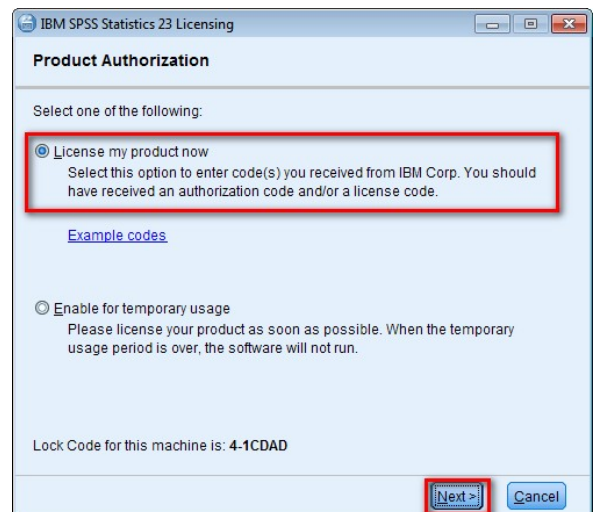 IBM SPSS Statistics 23 Licensing
Product Authorization
Select one of the following:
License my product now
Select this option to enter code(s) you received from IBM Corp. You should
have received an authorization code and/or a license code.
Example codes
Enable for temporary usage
Please license your product as soon as possible. When the temporary
usage period is over, the software will not run.
Lock Code for this machine is: 4-1CDAD
Next > Cancel